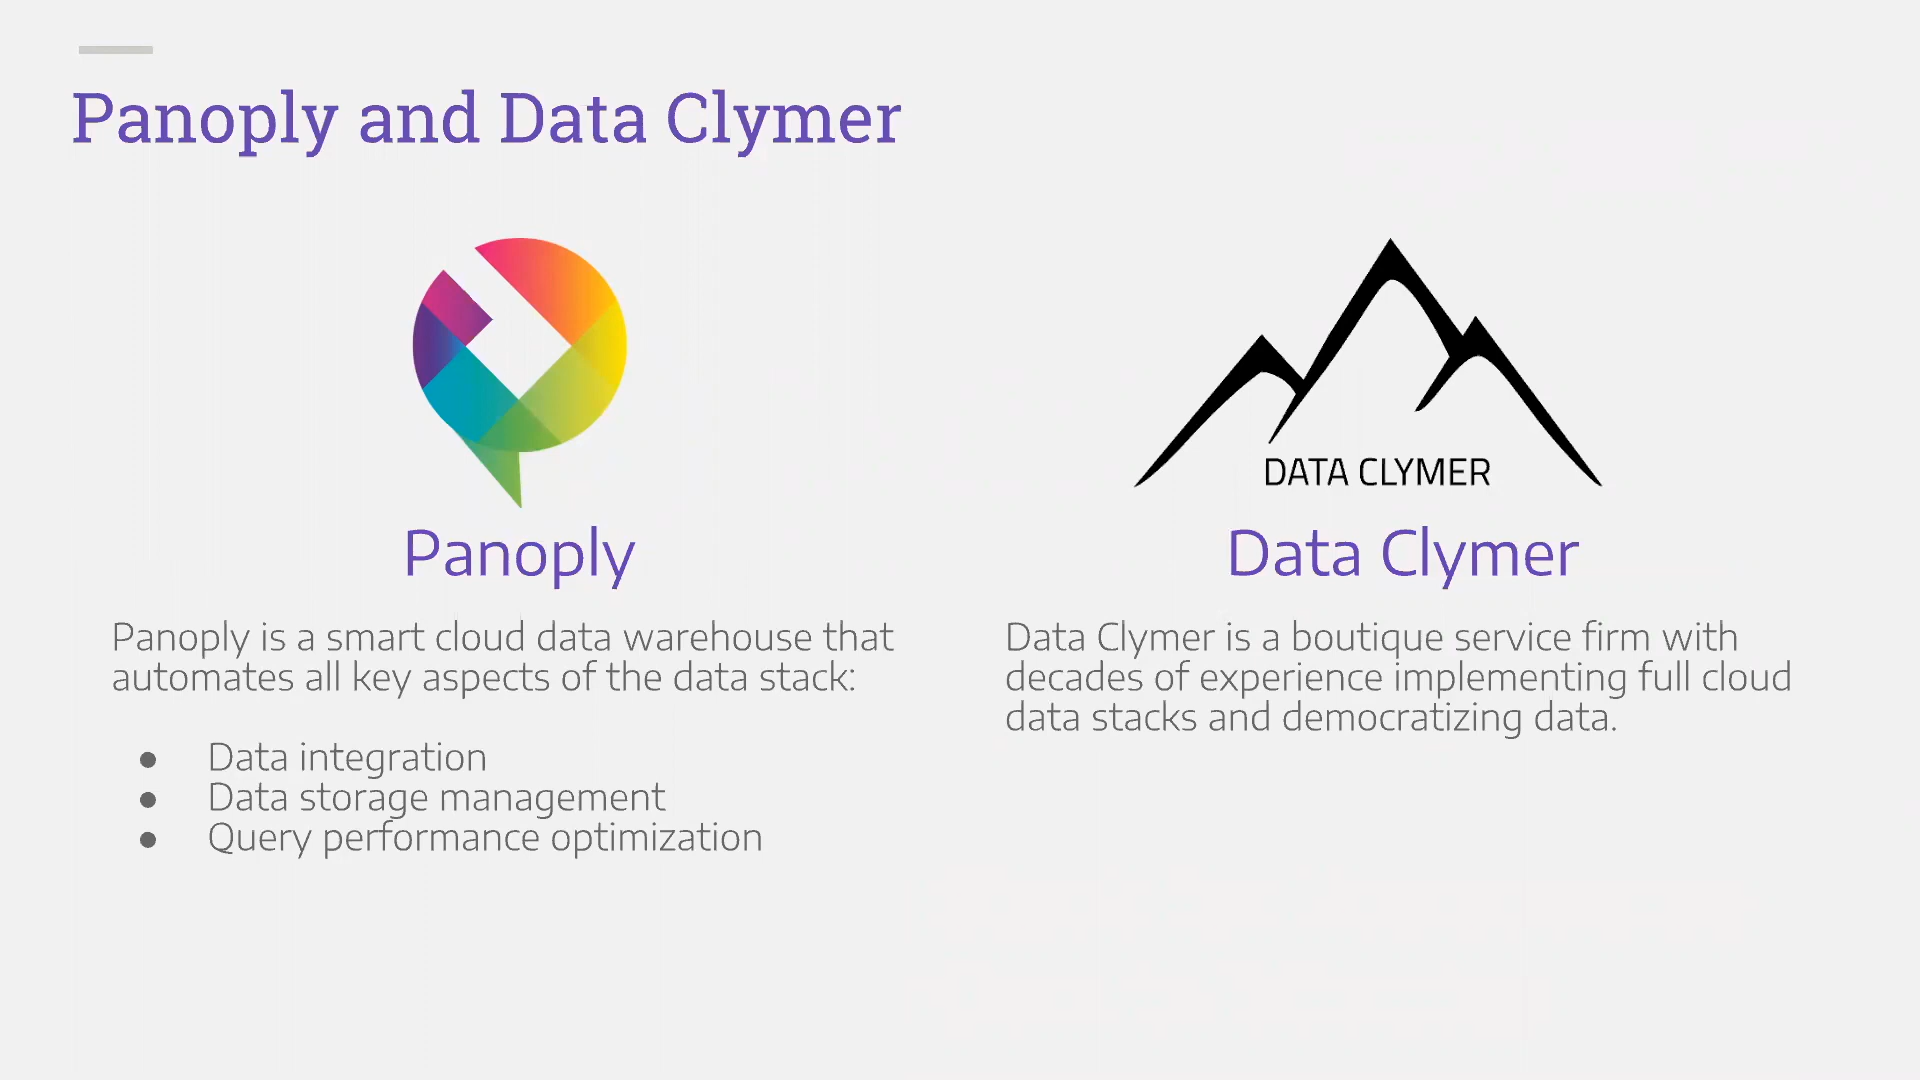 Panoply and Data Clymer
DATA CLYMER
Panoply
Panoply is a smart cloud data warehouse that
automates all key aspects of the data stack:
● Data integration
● Data storage management
● Query performance optimization
Data Clymer
Data Clymer is a boutique service firm with
decades of experience implementing full cloud
data stacks and democratizing data.